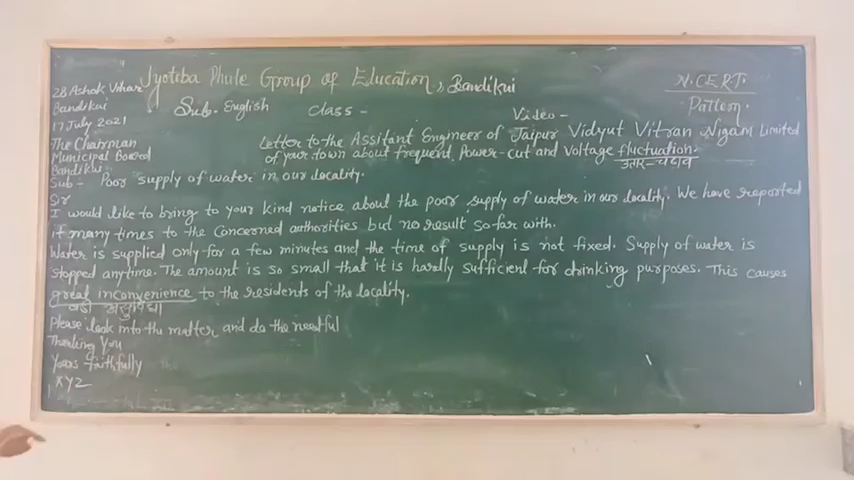 Jyotiba Phule Group of Education, Bandikui
N.C.E.R.T.
Pattern
Sub. English Class - Video -
28 Ashok Vihar
Bandikui
17 July 2021
The Chairman
Municipal Board
Bandikui
Letter to the Assitant Engineer of Jaipur Vidyut Vitran Nigam Limited
of your town about frequent Power-cut and Voltage fluctuation.
उतार-चढाव
Sub - Poor supply of water in our locality.
Sir
I would like to bring to your kind notice about the poor supply of water in our locality. We have reported
it many times to the concerned authorities but no result so far with.
Water is supplied only for a few minutes and the time of supply is not fixed. Supply of water is
stopped anytime. The amount is so small that it is hardly sufficient for drinking purposes. This causes
great inconvenience to the residents of the locality.
बडी असुविधा
Please look into the matter and do the needful
Thanking You
Yours faithfully
XYZ